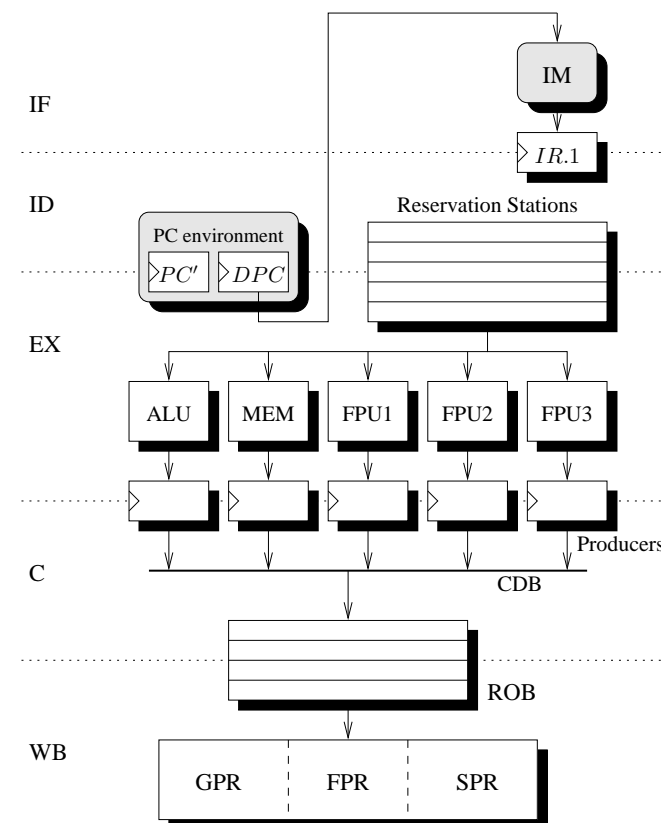 IM
IF
IR.1
ID
Reservation Stations
PC environment
PC′ DPC
EX
ALU MEM FPU1 FPU2 FPU3
Producers
C
CDB
ROB
WB
GPR FPR SPR